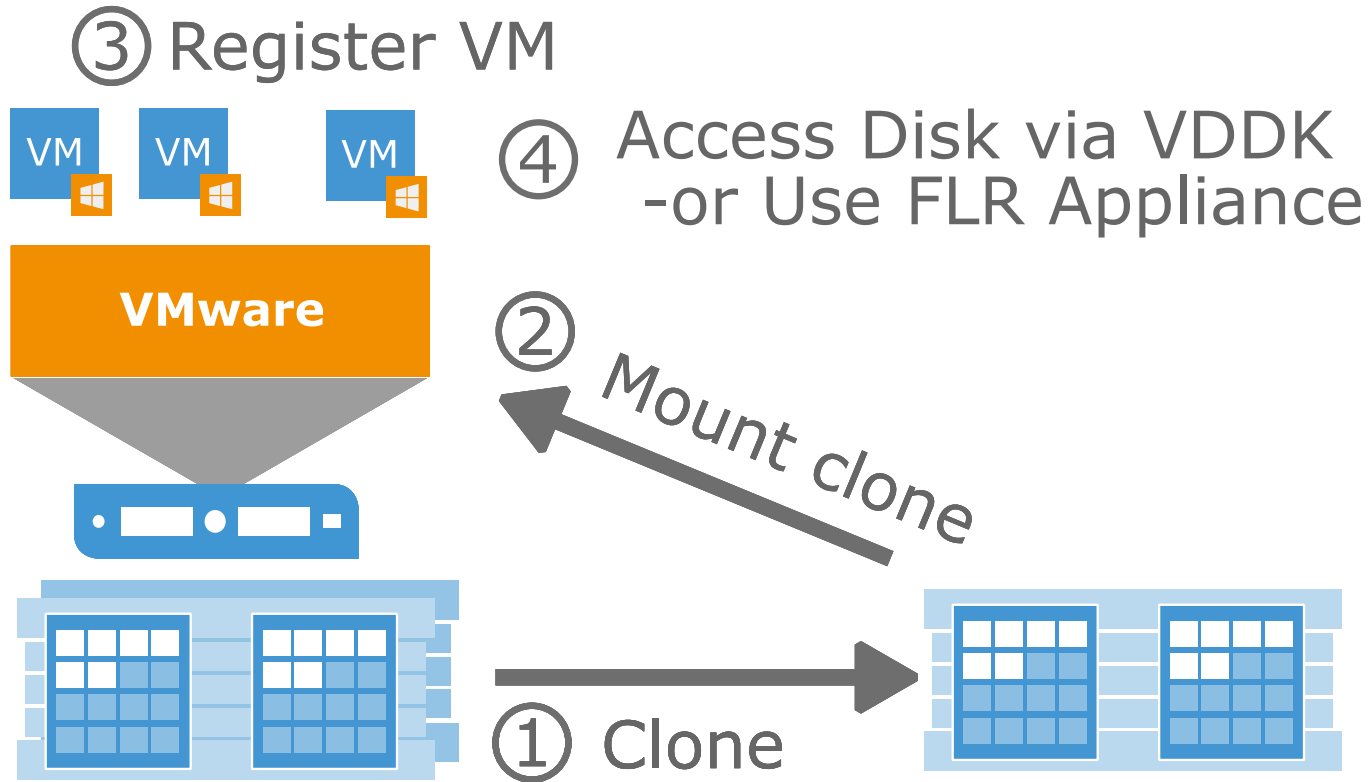 ③ Register VM
VM VM VM
④ Access Disk via VDDK
-or Use FLR Appliance
VMware
②
Mount clone
① Clone